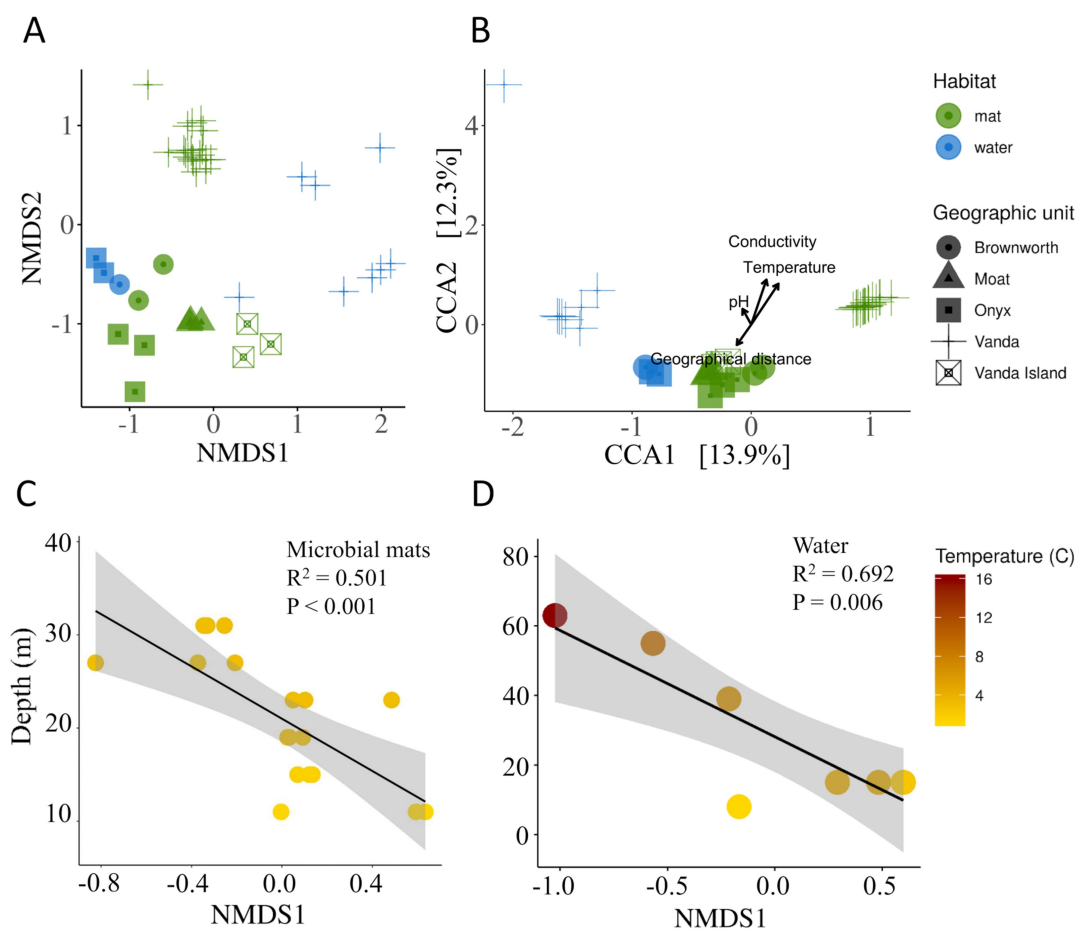 A
NMDS2
1
0
-1
-1
0
1
2
NMDS1
B
CCA2 [12.3%]
4
2
0
Conductivity
Temperature
pH
Geographical distance
-2
-1
0
1
CCA1 [13.9%]
Habitat
mat
water
Geographic unit
Brownworth
Moat
Onyx
Vanda
Vanda Island
C
Depth (m)
40
30
20
10
Microbial mats
R² = 0.501
P < 0.001
-0.8
-0.4
0.0
0.4
NMDS1
D
80
60
40
20
0
Water
R² = 0.692
P = 0.006
-1.0
-0.5
0.0
0.5
NMDS1
Temperature (C)
16
12
8
4